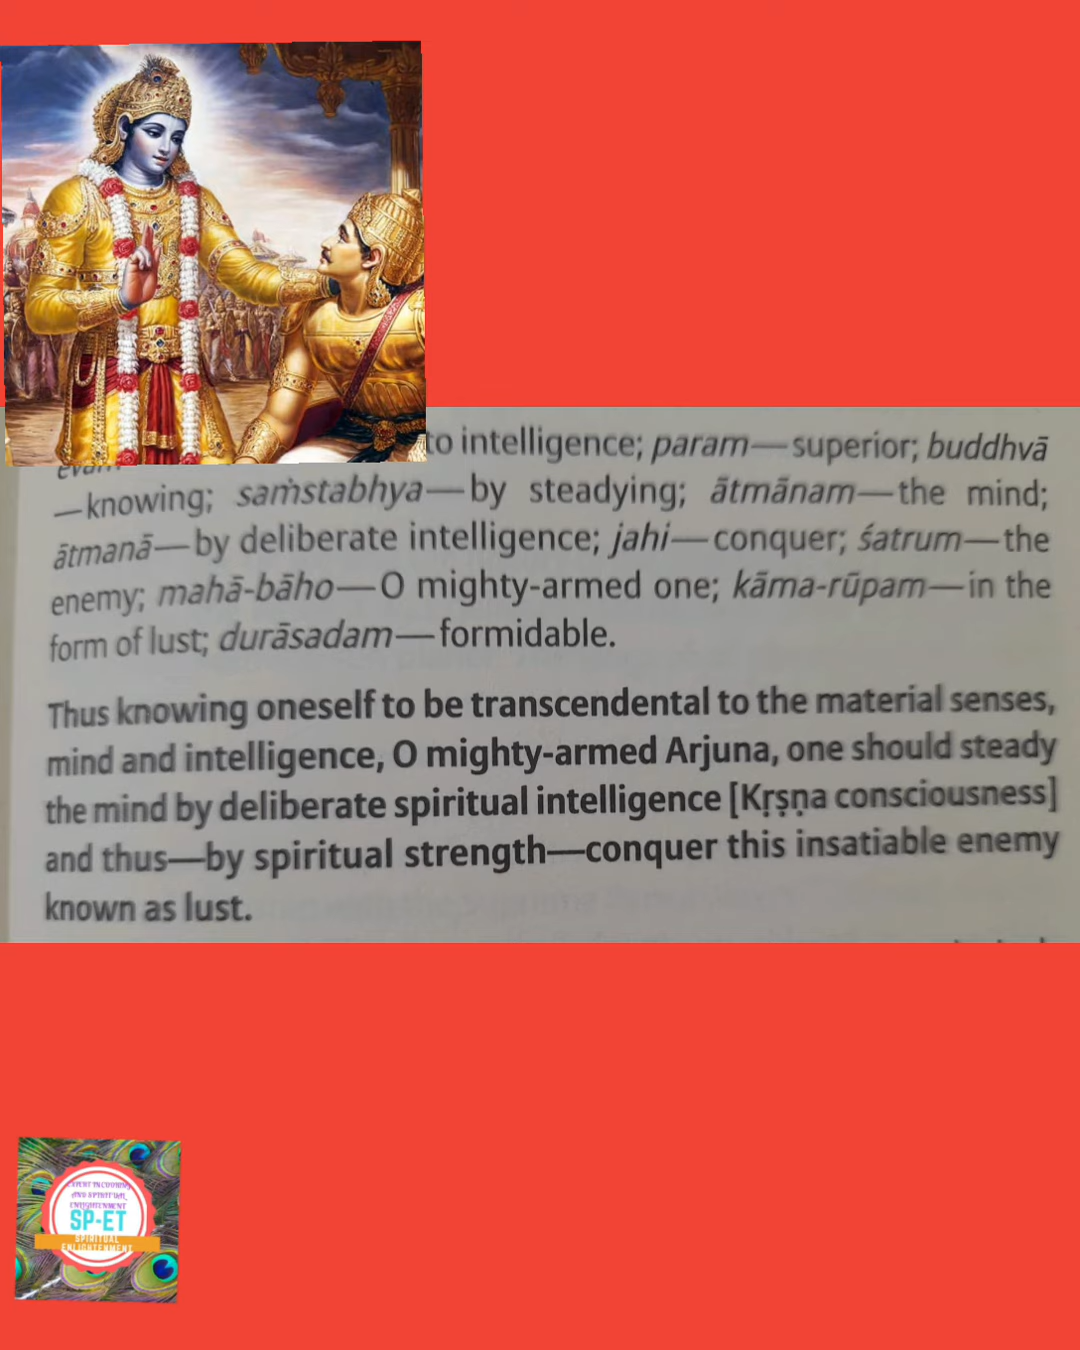 to intelligence; param—superior; buddhvā
—knowing; saṁstabhya—by steadying; ātmānam—the mind;
ātmanā—by deliberate intelligence; jahi—conquer; śatrum—the
enemy; mahā-bāho—O mighty-armed one; kāma-rūpam—in the
form of lust; durāsadam—formidable.
Thus knowing oneself to be transcendental to the material senses,
mind and intelligence, O mighty-armed Arjuna, one should steady
the mind by deliberate spiritual intelligence [Kṛṣṇa consciousness]
and thus—by spiritual strength—conquer this insatiable enemy
known as lust.
AND SPIRITUAL
ENLIGHTENMENT
SP-ET
SPIRITUAL
ENLIGHTENMENT